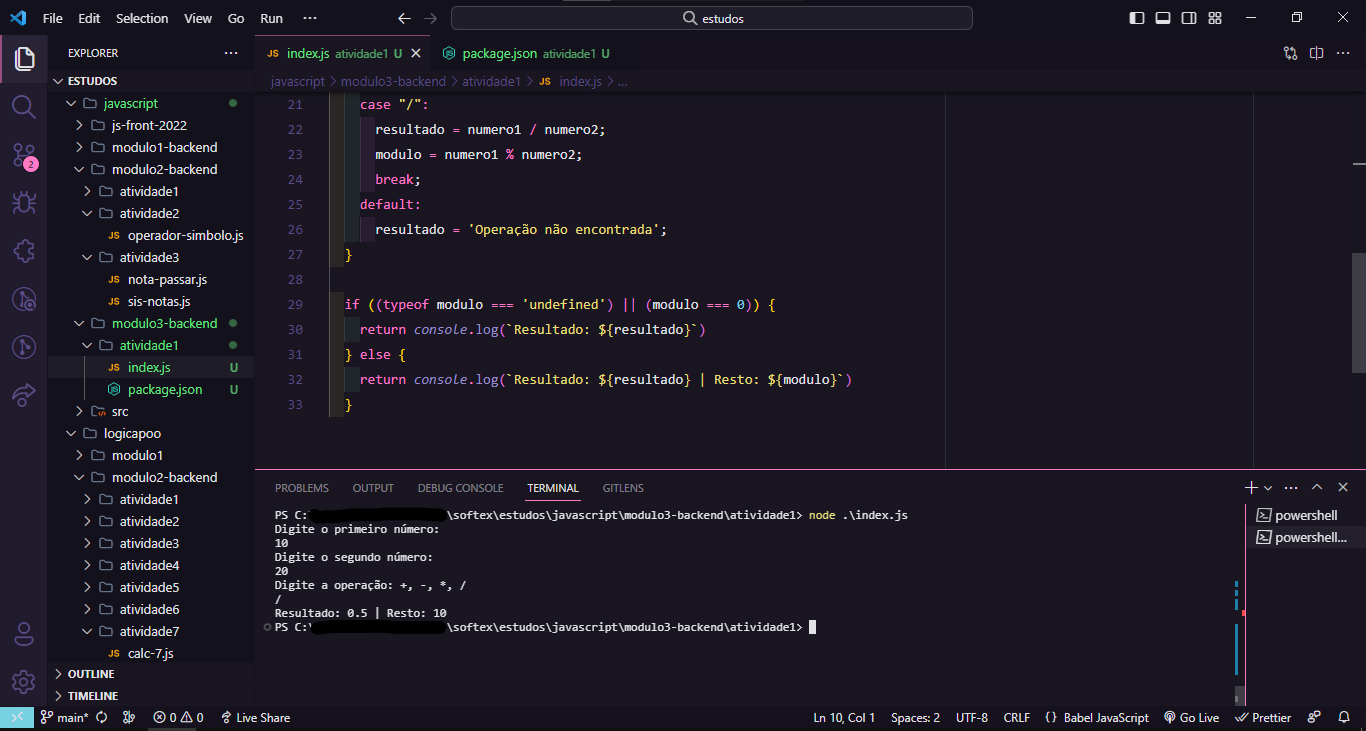 File Edit Selection View Go Run ···
estudos
EXPLORER ···
ESTUDOS
javascript
js-front-2022
modulo1-backend
modulo2-backend
atividade1
atividade2
JS operador-simbolo.js
atividade3
JS nota-passar.js
JS sis-notas.js
modulo3-backend
atividade1
JS index.js U
package.json U
src
logicapoo
modulo1
modulo2-backend
atividade1
atividade2
atividade3
atividade4
atividade5
atividade6
atividade7
JS calc-7.js
OUTLINE
TIMELINE
2
JS index.js atividade1 U
package.json atividade1 U
javascript > modulo3-backend > atividade1 > JS index.js > ...
21 case "/":
22 resultado = numero1 / numero2;
23 modulo = numero1 % numero2;
24 break;
25 default:
26 resultado = 'Operação não encontrada';
27 }
28
29 if ((typeof modulo === 'undefined') || (modulo === 0)) {
30 return console.log(`Resultado: ${resultado}`)
31 } else {
32 return console.log(`Resultado: ${resultado} | Resto: ${modulo}`)
33 }
PROBLEMS OUTPUT DEBUG CONSOLE TERMINAL GITLENS
PS C:\softex\estudos\javascript\modulo3-backend\atividade1> node .\index.js
Digite o primeiro número:
10
Digite o segundo número:
20
Digite a operação: +, -, *, /
/
Resultado: 0.5 | Resto: 10
PS C:\softex\estudos\javascript\modulo3-backend\atividade1>
powershell
powershell...
main* 0 0 Live Share Ln 10, Col 1 Spaces: 2 UTF-8 CRLF {} Babel JavaScript Go Live Prettier